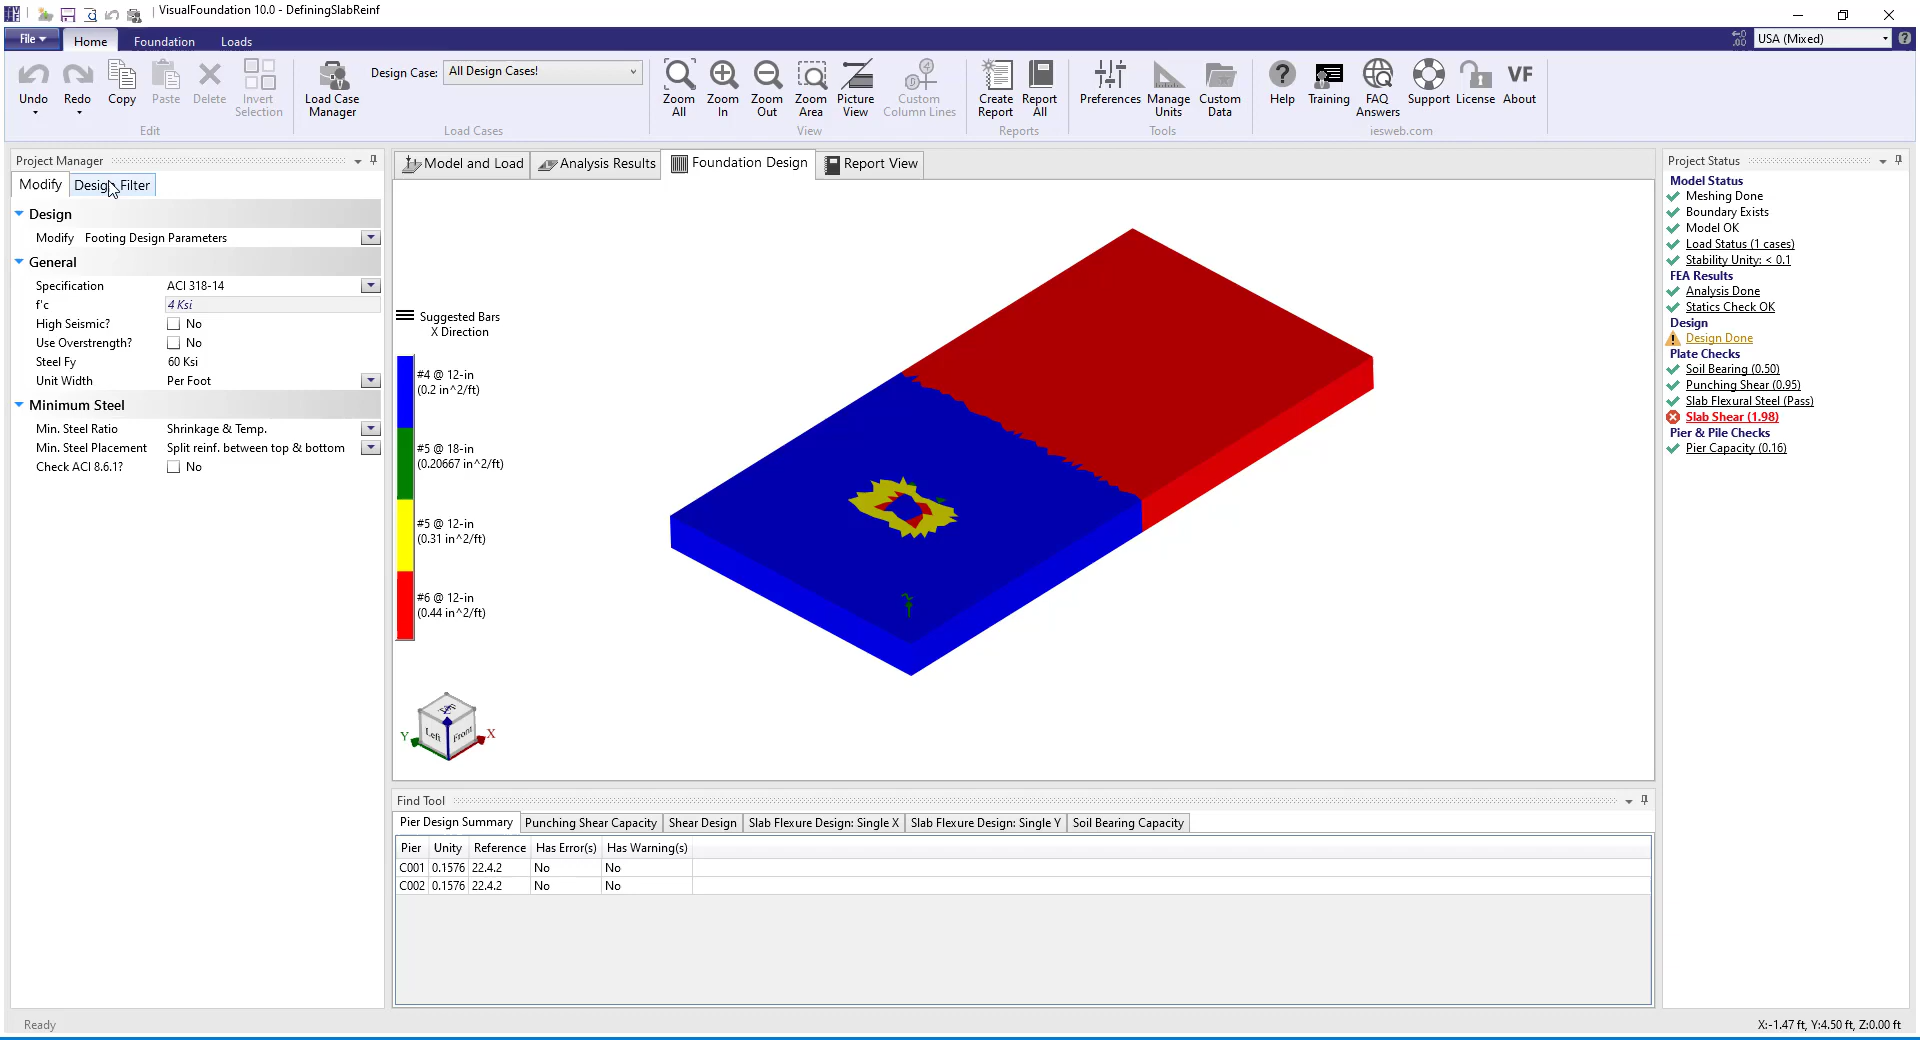 VisualFoundation 10.0 - DefiningSlabReinf
File Home Foundation Loads USA (Mixed)
Undo Redo Copy Paste Delete Invert Selection
Edit
Load Case Manager
Design Case: All Design Cases!
Load Cases
Zoom All Zoom In Zoom Out Zoom Area Picture View Custom Column Lines
View
Create Report Report All
Reports
Preferences Manage Units Custom Data
Tools
Help Training FAQ Answers Support License VF About
iesweb.com
Project Manager
Modify Design Filter
Design
Modify Footing Design Parameters
General
Specification ACI 318-14
f'c 4 Ksi
High Seismic? No
Use Overstrength? No
Steel Fy 60 Ksi
Unit Width Per Foot
Minimum Steel
Min. Steel Ratio Shrinkage & Temp.
Min. Steel Placement Split reinf. between top & bottom
Check ACI 8.6.1? No
Model and Load Analysis Results Foundation Design Report View
Suggested Bars
X Direction
#4 @ 12-in
(0.2 in^2/ft)
#5 @ 18-in
(0.20667 in^2/ft)
#5 @ 12-in
(0.31 in^2/ft)
#6 @ 12-in
(0.44 in^2/ft)
Left Front
Y X
Find Tool
Pier Design Summary Punching Shear Capacity Shear Design Slab Flexure Design: Single X Slab Flexure Design: Single Y Soil Bearing Capacity
Pier Unity Reference Has Error(s) Has Warning(s)
C001 0.1576 22.4.2 No No
C002 0.1576 22.4.2 No No
Project Status
Model Status
Meshing Done
Boundary Exists
Model OK
Load Status (1 cases)
Stability Unity: < 0.1
FEA Results
Analysis Done
Statics Check OK
Design
Design Done
Plate Checks
Soil Bearing (0.50)
Punching Shear (0.95)
Slab Flexural Steel (Pass)
Slab Shear (1.98)
Pier & Pile Checks
Pier Capacity (0.16)
Ready
X:-1.47 ft, Y:4.50 ft, Z:0.00 ft